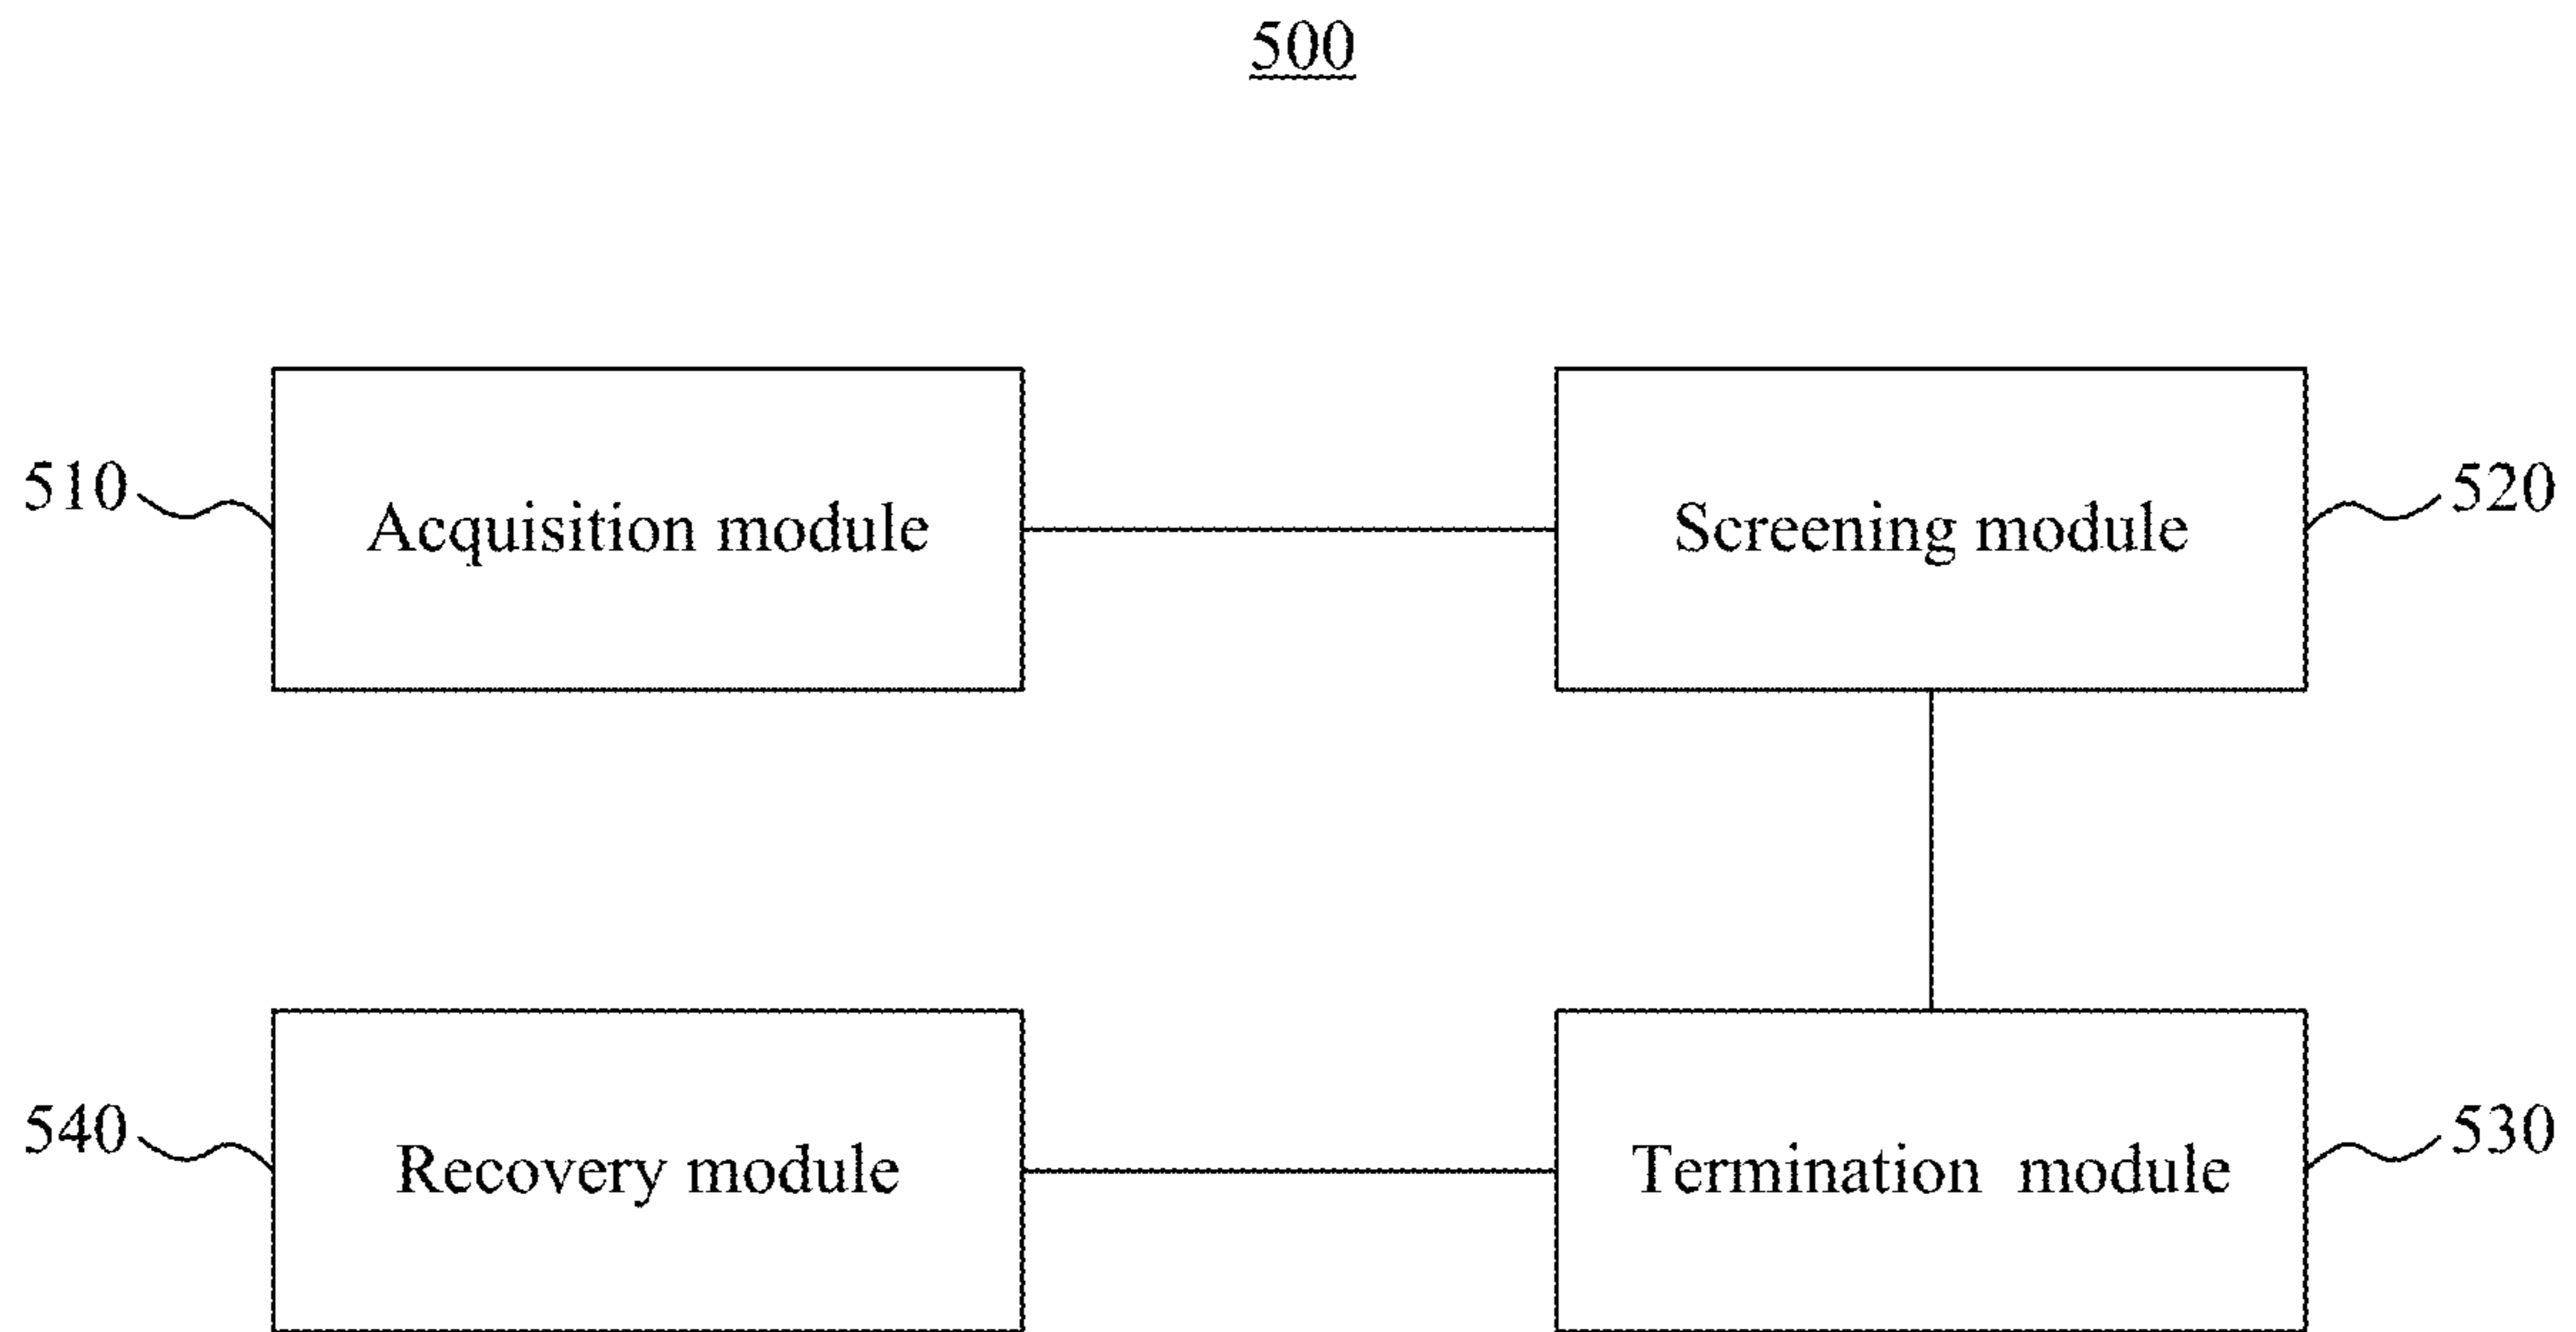 500
510
Acquisition module
Screening module
520
540
Recovery module
Termination module
530